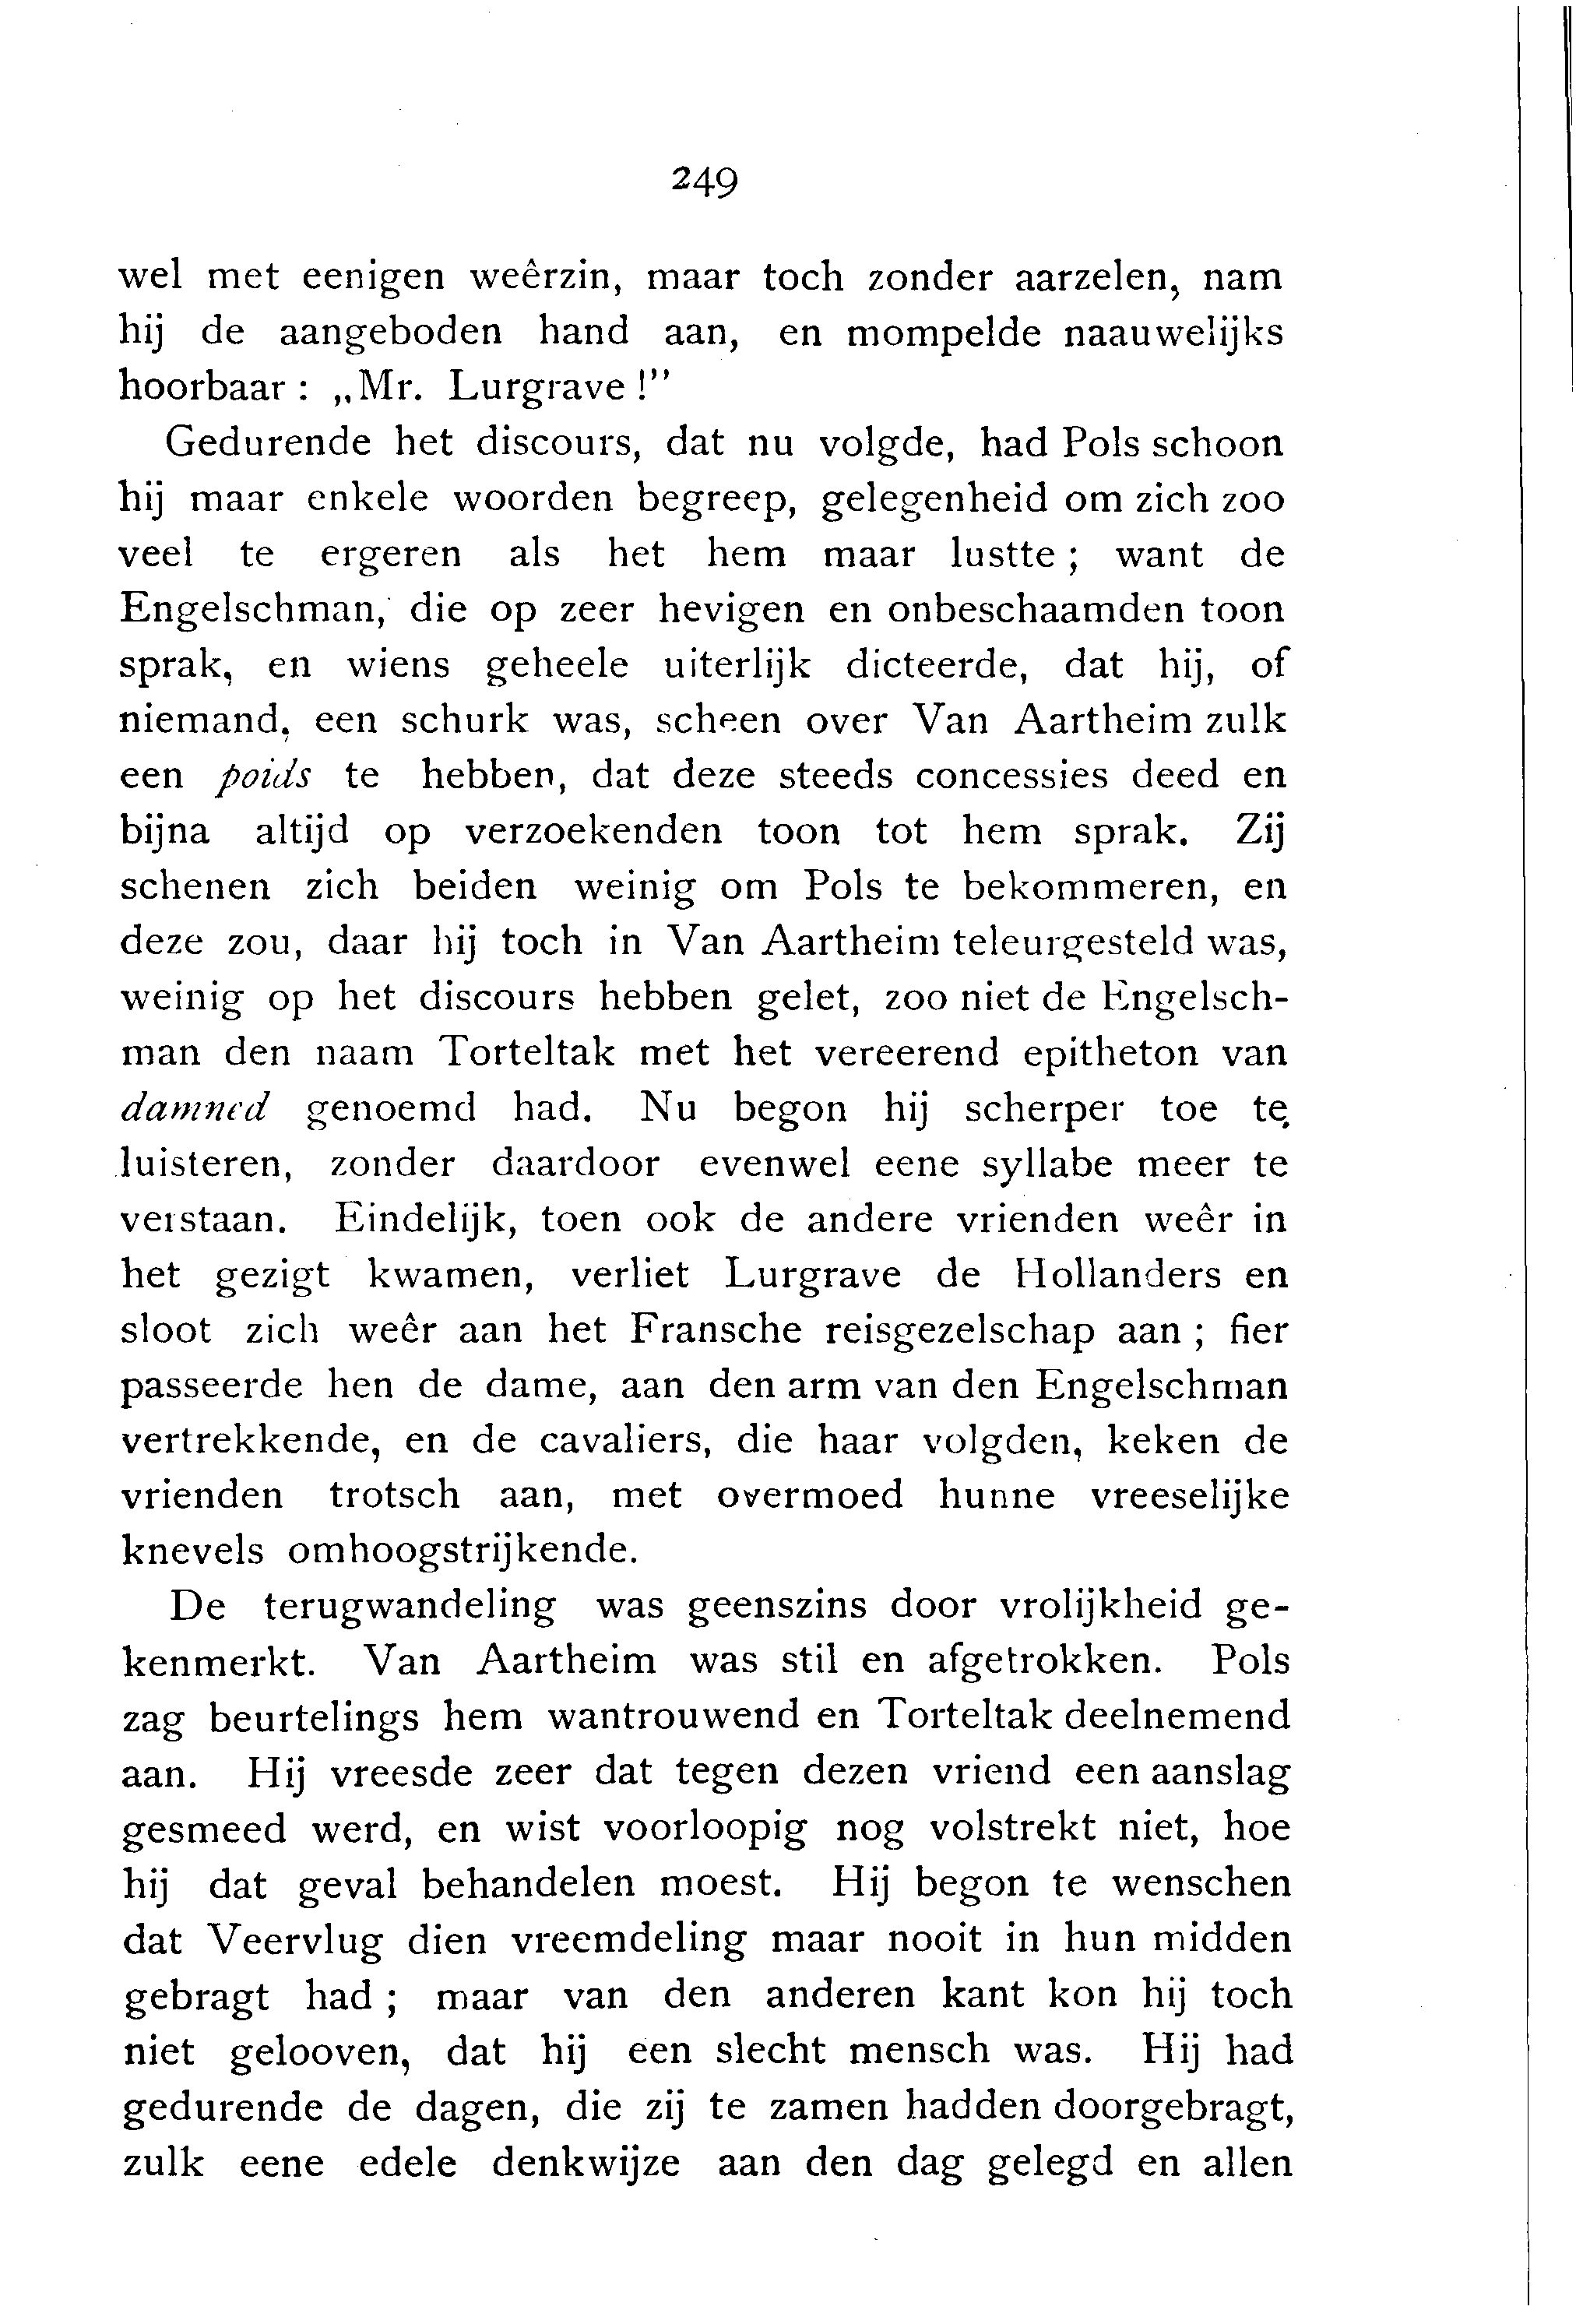 249
wel met eenigen weêrzin, maar toch zonder aarzelen, nam
hij de aangeboden hand aan, en mompelde naauwelijks
hoorbaar : „Mr. Lurgrave !”
Gedurende het discours, dat nu volgde, had Pols schoon
hij maar enkele woorden begreep, gelegenheid om zich zoo
veel te ergeren als het hem maar lustte ; want de
Engelschman, die op zeer hevigen en onbeschaamden toon
sprak, en wiens geheele uiterlijk dicteerde, dat hij, of
niemand, een schurk was, scheen over Van Aartheim zulk
een poids te hebben, dat deze steeds concessies deed en
bijna altijd op verzoekenden toon tot hem sprak. Zij
schenen zich beiden weinig om Pols te bekommeren, en
deze zou, daar hij toch in Van Aartheim teleurgesteld was,
weinig op het discours hebben gelet, zoo niet de Engelsch-
man den naam Torteltak met het vereerend epitheton van
damned genoemd had. Nu begon hij scherper toe te
luisteren, zonder daardoor evenwel eene syllabe meer te
verstaan. Eindelijk, toen ook de andere vrienden weêr in
het gezigt kwamen, verliet Lurgrave de Hollanders en
sloot zich weêr aan het Fransche reisgezelschap aan ; fier
passeerde hen de dame, aan den arm van den Engelschman
vertrekkende, en de cavaliers, die haar volgden, keken de
vrienden trotsch aan, met overmoed hunne vreeselijke
knevels omhoogstrijkende.
De terugwandeling was geenszins door vrolijkheid ge-
kenmerkt. Van Aartheim was stil en afgetrokken. Pols
zag beurtelings hem wantrouwend en Torteltak deelnemend
aan. Hij vreesde zeer dat tegen dezen vriend een aanslag
gesmeed werd, en wist voorloopig nog volstrekt niet, hoe
hij dat geval behandelen moest. Hij begon te wenschen
dat Veervlug dien vreemdeling maar nooit in hun midden
gebragt had ; maar van den anderen kant kon hij toch
niet gelooven, dat hij een slecht mensch was. Hij had
gedurende de dagen, die zij te zamen hadden doorgebragt,
zulk eene edele denkwijze aan den dag gelegd en allen